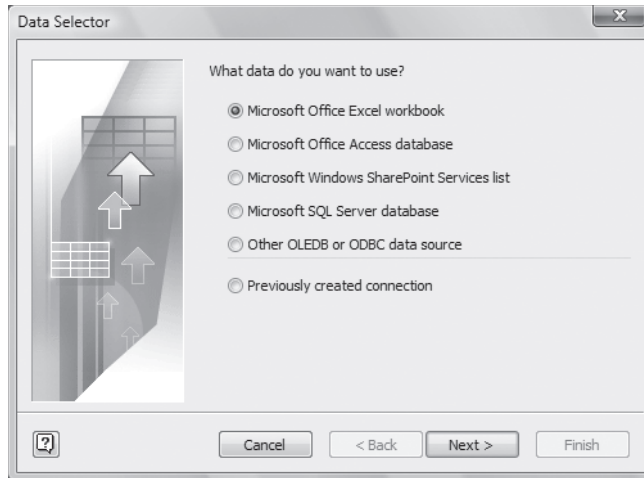 Data Selector
What data do you want to use?
Microsoft Office Excel workbook
Microsoft Office Access database
Microsoft Windows SharePoint Services list
Microsoft SQL Server database
Other OLEDB or ODBC data source
Previously created connection
?
Cancel
< Back
Next >
Finish